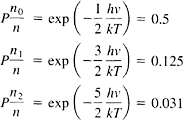 P n₀/n = exp(−1/2 hν/kT) = 0.5
P n₁/n = exp(−3/2 hν/kT) = 0.125
P n₂/n = exp(−5/2 hν/kT) = 0.031